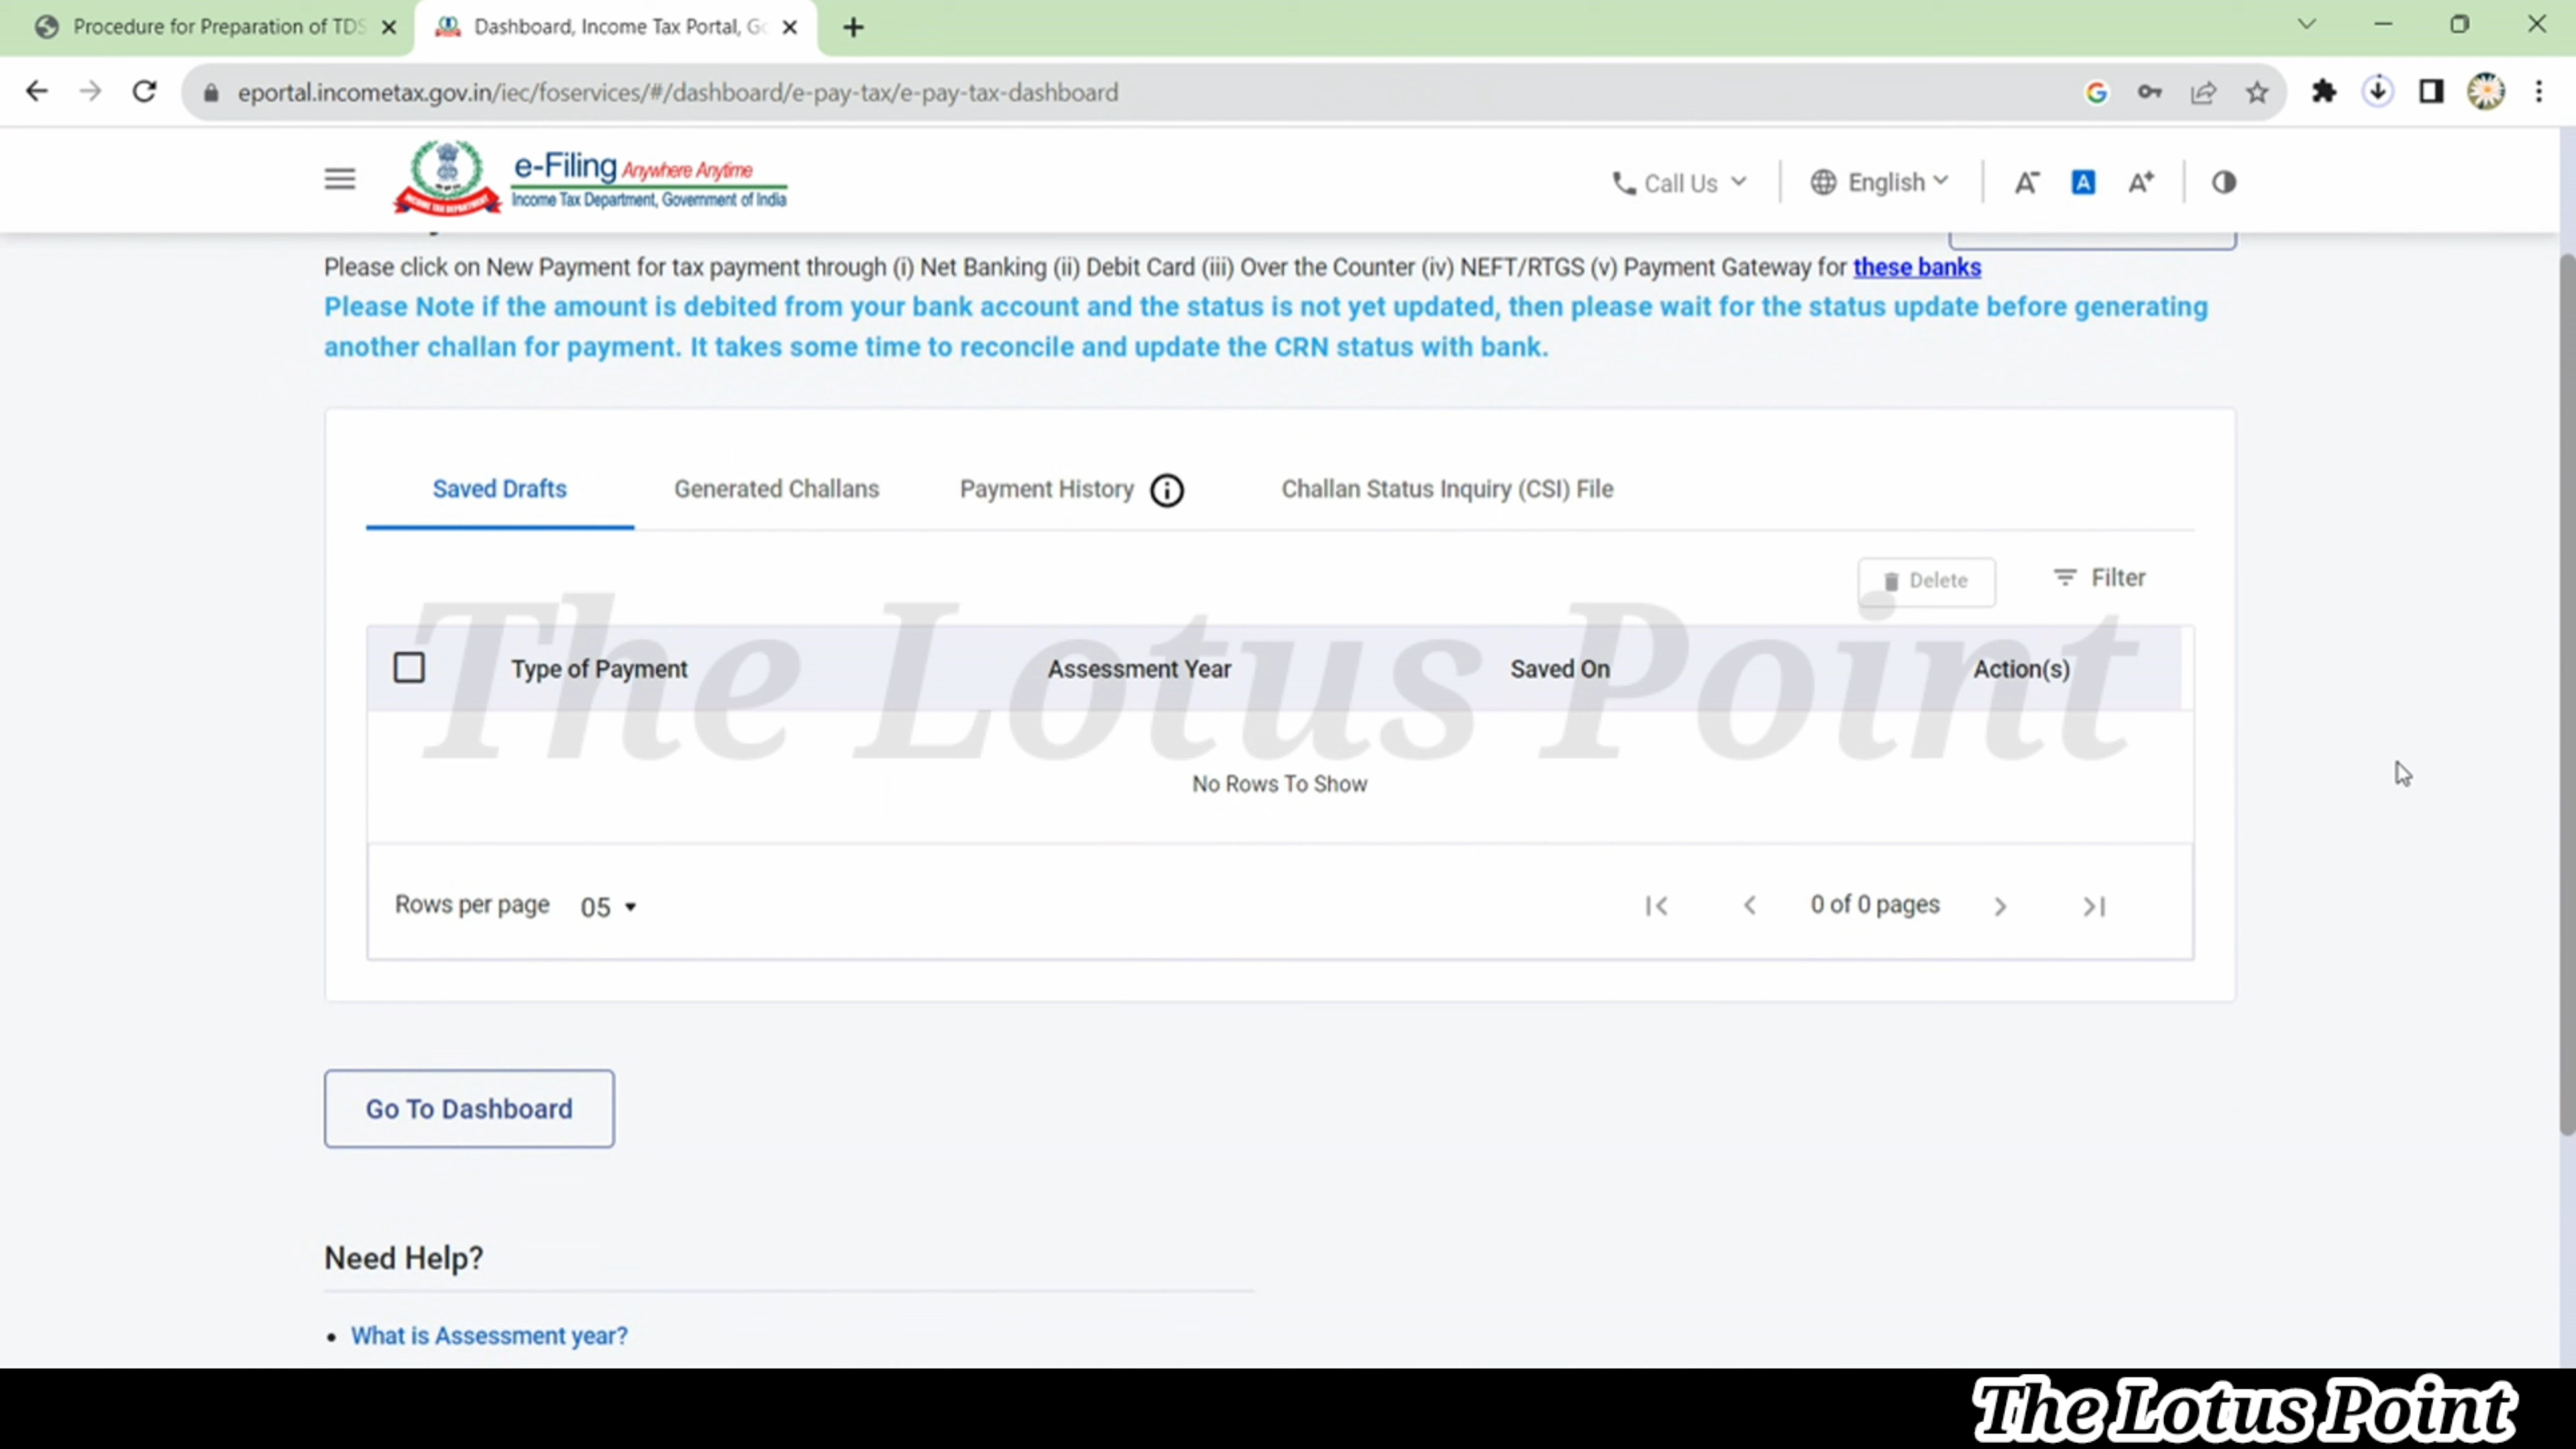 Procedure for Preparation of TDS
Dashboard, Income Tax Portal, Go
eportal.incometax.gov.in/iec/foservices/#/dashboard/e-pay-tax/e-pay-tax-dashboard
e-Filing Anywhere Anytime
Income Tax Department, Government of India
INCOME TAX DEPARTMENT
Call Us
English
A-
A
A+
Please click on New Payment for tax payment through (i) Net Banking (ii) Debit Card (iii) Over the Counter (iv) NEFT/RTGS (v) Payment Gateway for these banks
Please Note if the amount is debited from your bank account and the status is not yet updated, then please wait for the status update before generating
another challan for payment. It takes some time to reconcile and update the CRN status with bank.
Saved Drafts
Generated Challans
Payment History
Challan Status Inquiry (CSI) File
Delete
Filter
The Lotus Point
Type of Payment
Assessment Year
Saved On
Action(s)
No Rows To Show
Rows per page 05
0 of 0 pages
Go To Dashboard
Need Help?
• What is Assessment year?
The Lotus Point